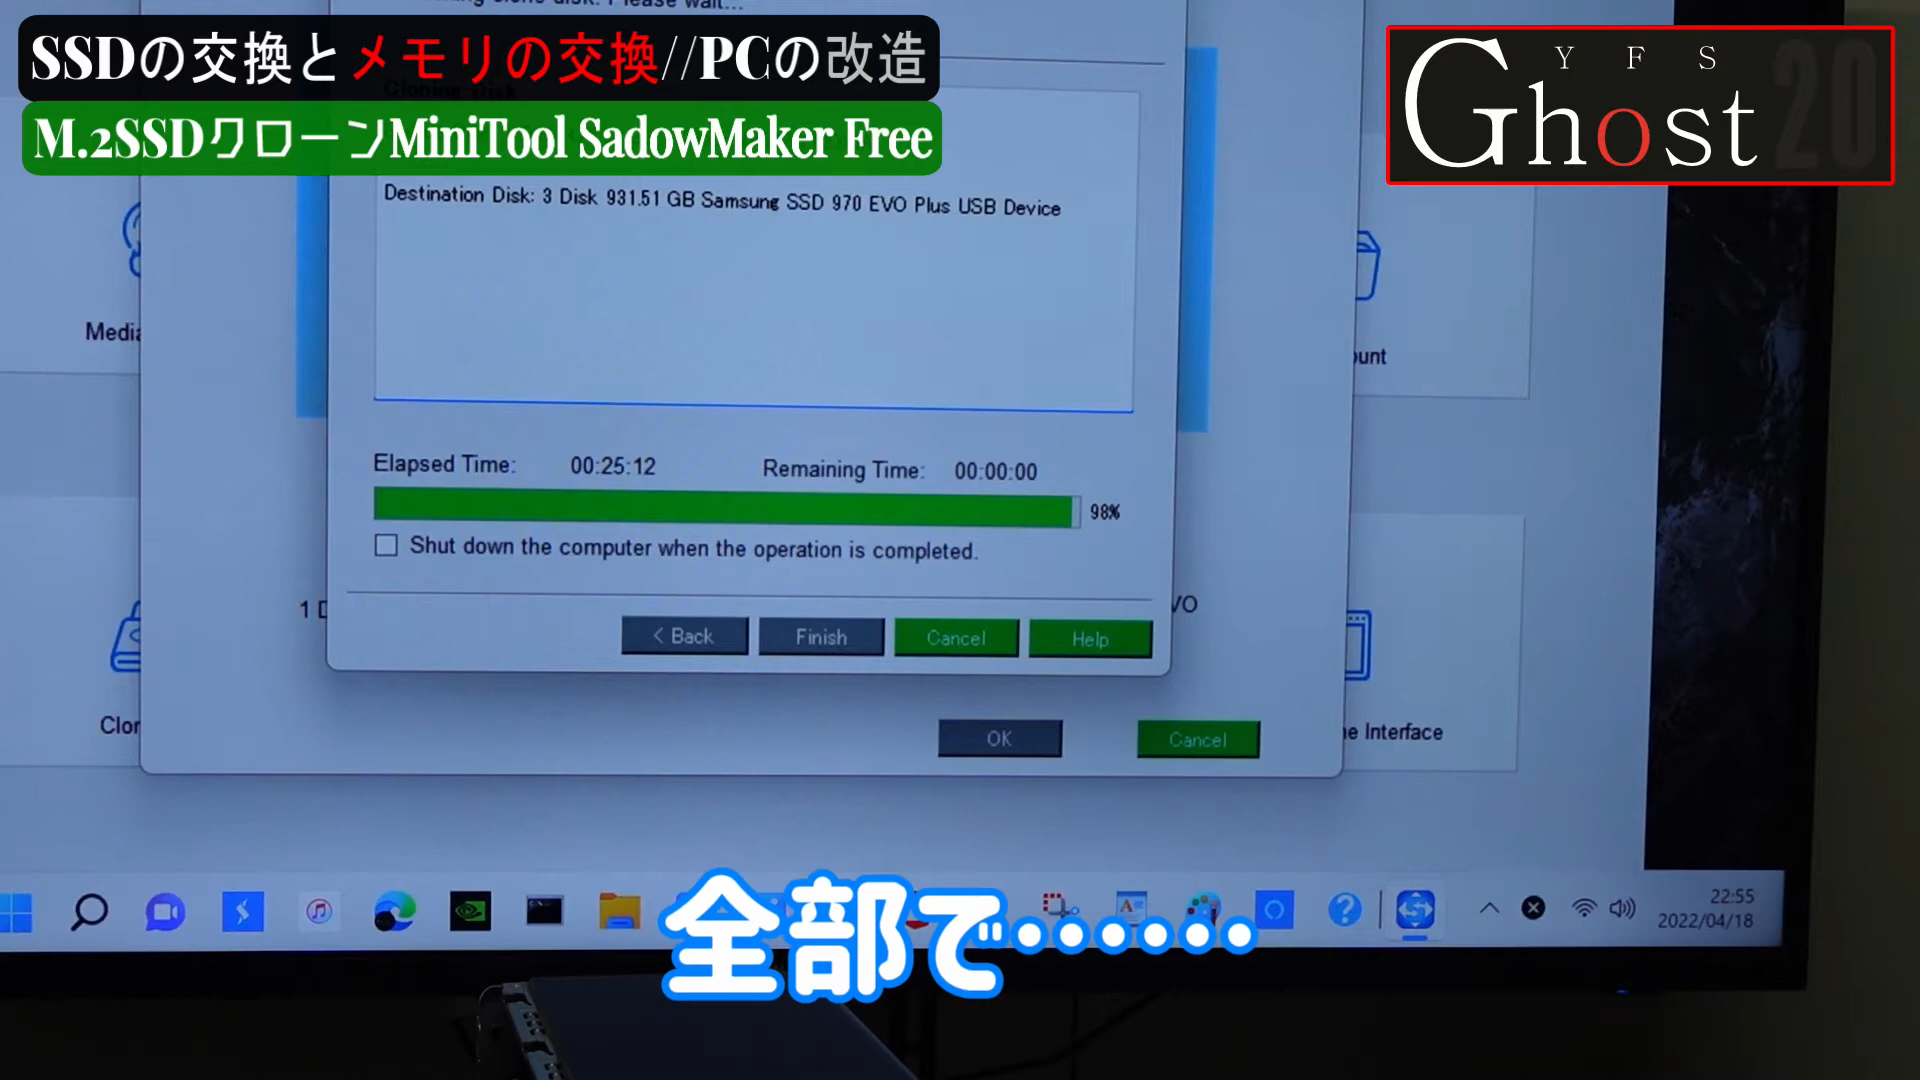 SSDの交換とメモリの交換//PCの改造
M.2SSDクローンMiniTool SadowMaker Free
YFS
Ghost
20
Destination Disk: 3 Disk 931.51 GB Samsung SSD 970 EVO Plus USB Device
Elapsed Time: 00:25:12 Remaining Time: 00:00:00
98%
Shut down the computer when the operation is completed.
< Back Finish Cancel Help
OK Cancel
Interface
全部で……
22:55
2022/04/18